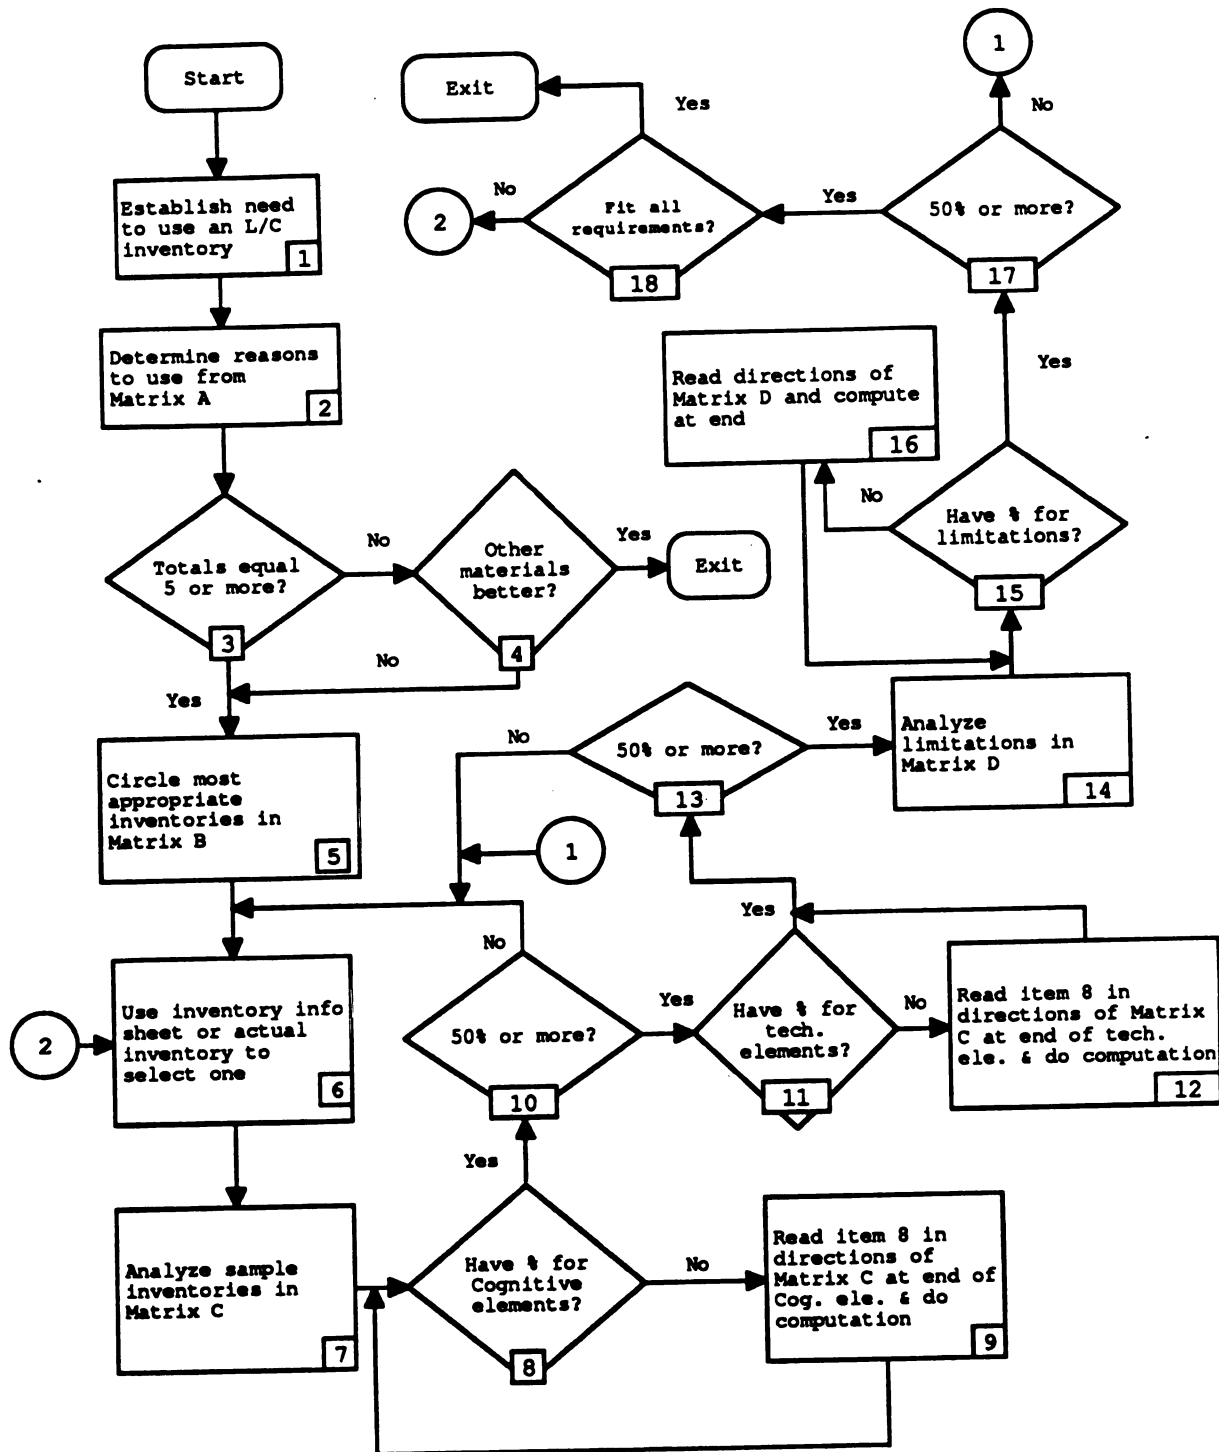 Start
Establish need
to use an L/C
inventory
1
Determine reasons
to use from
Matrix A
2
Totals equal
5 or more?
3
No
Yes
Other
materials
better?
4
Yes
No
Exit
Circle most
appropriate
inventories in
Matrix B
5
2
Use inventory info
sheet or actual
inventory to
select one
6
Analyze sample
inventories in
Matrix C
7
Have % for
Cognitive
elements?
8
No
Yes
Read item 8 in
directions of
Matrix C at end of
Cog. ele. & do
computation
9
50% or more?
10
No
Yes
Have % for
tech.
elements?
11
No
Yes
Read item 8 in
directions of Matrix
C at end of tech.
ele. & do computation
12
1
50% or more?
13
No
Yes
Analyze
limitations in
Matrix D
14
Have % for
limitations?
15
No
Yes
Read directions of
Matrix D and compute
at end
16
50% or more?
17
No
1
Yes
Fit all
requirements?
18
No
2
Yes
Exit